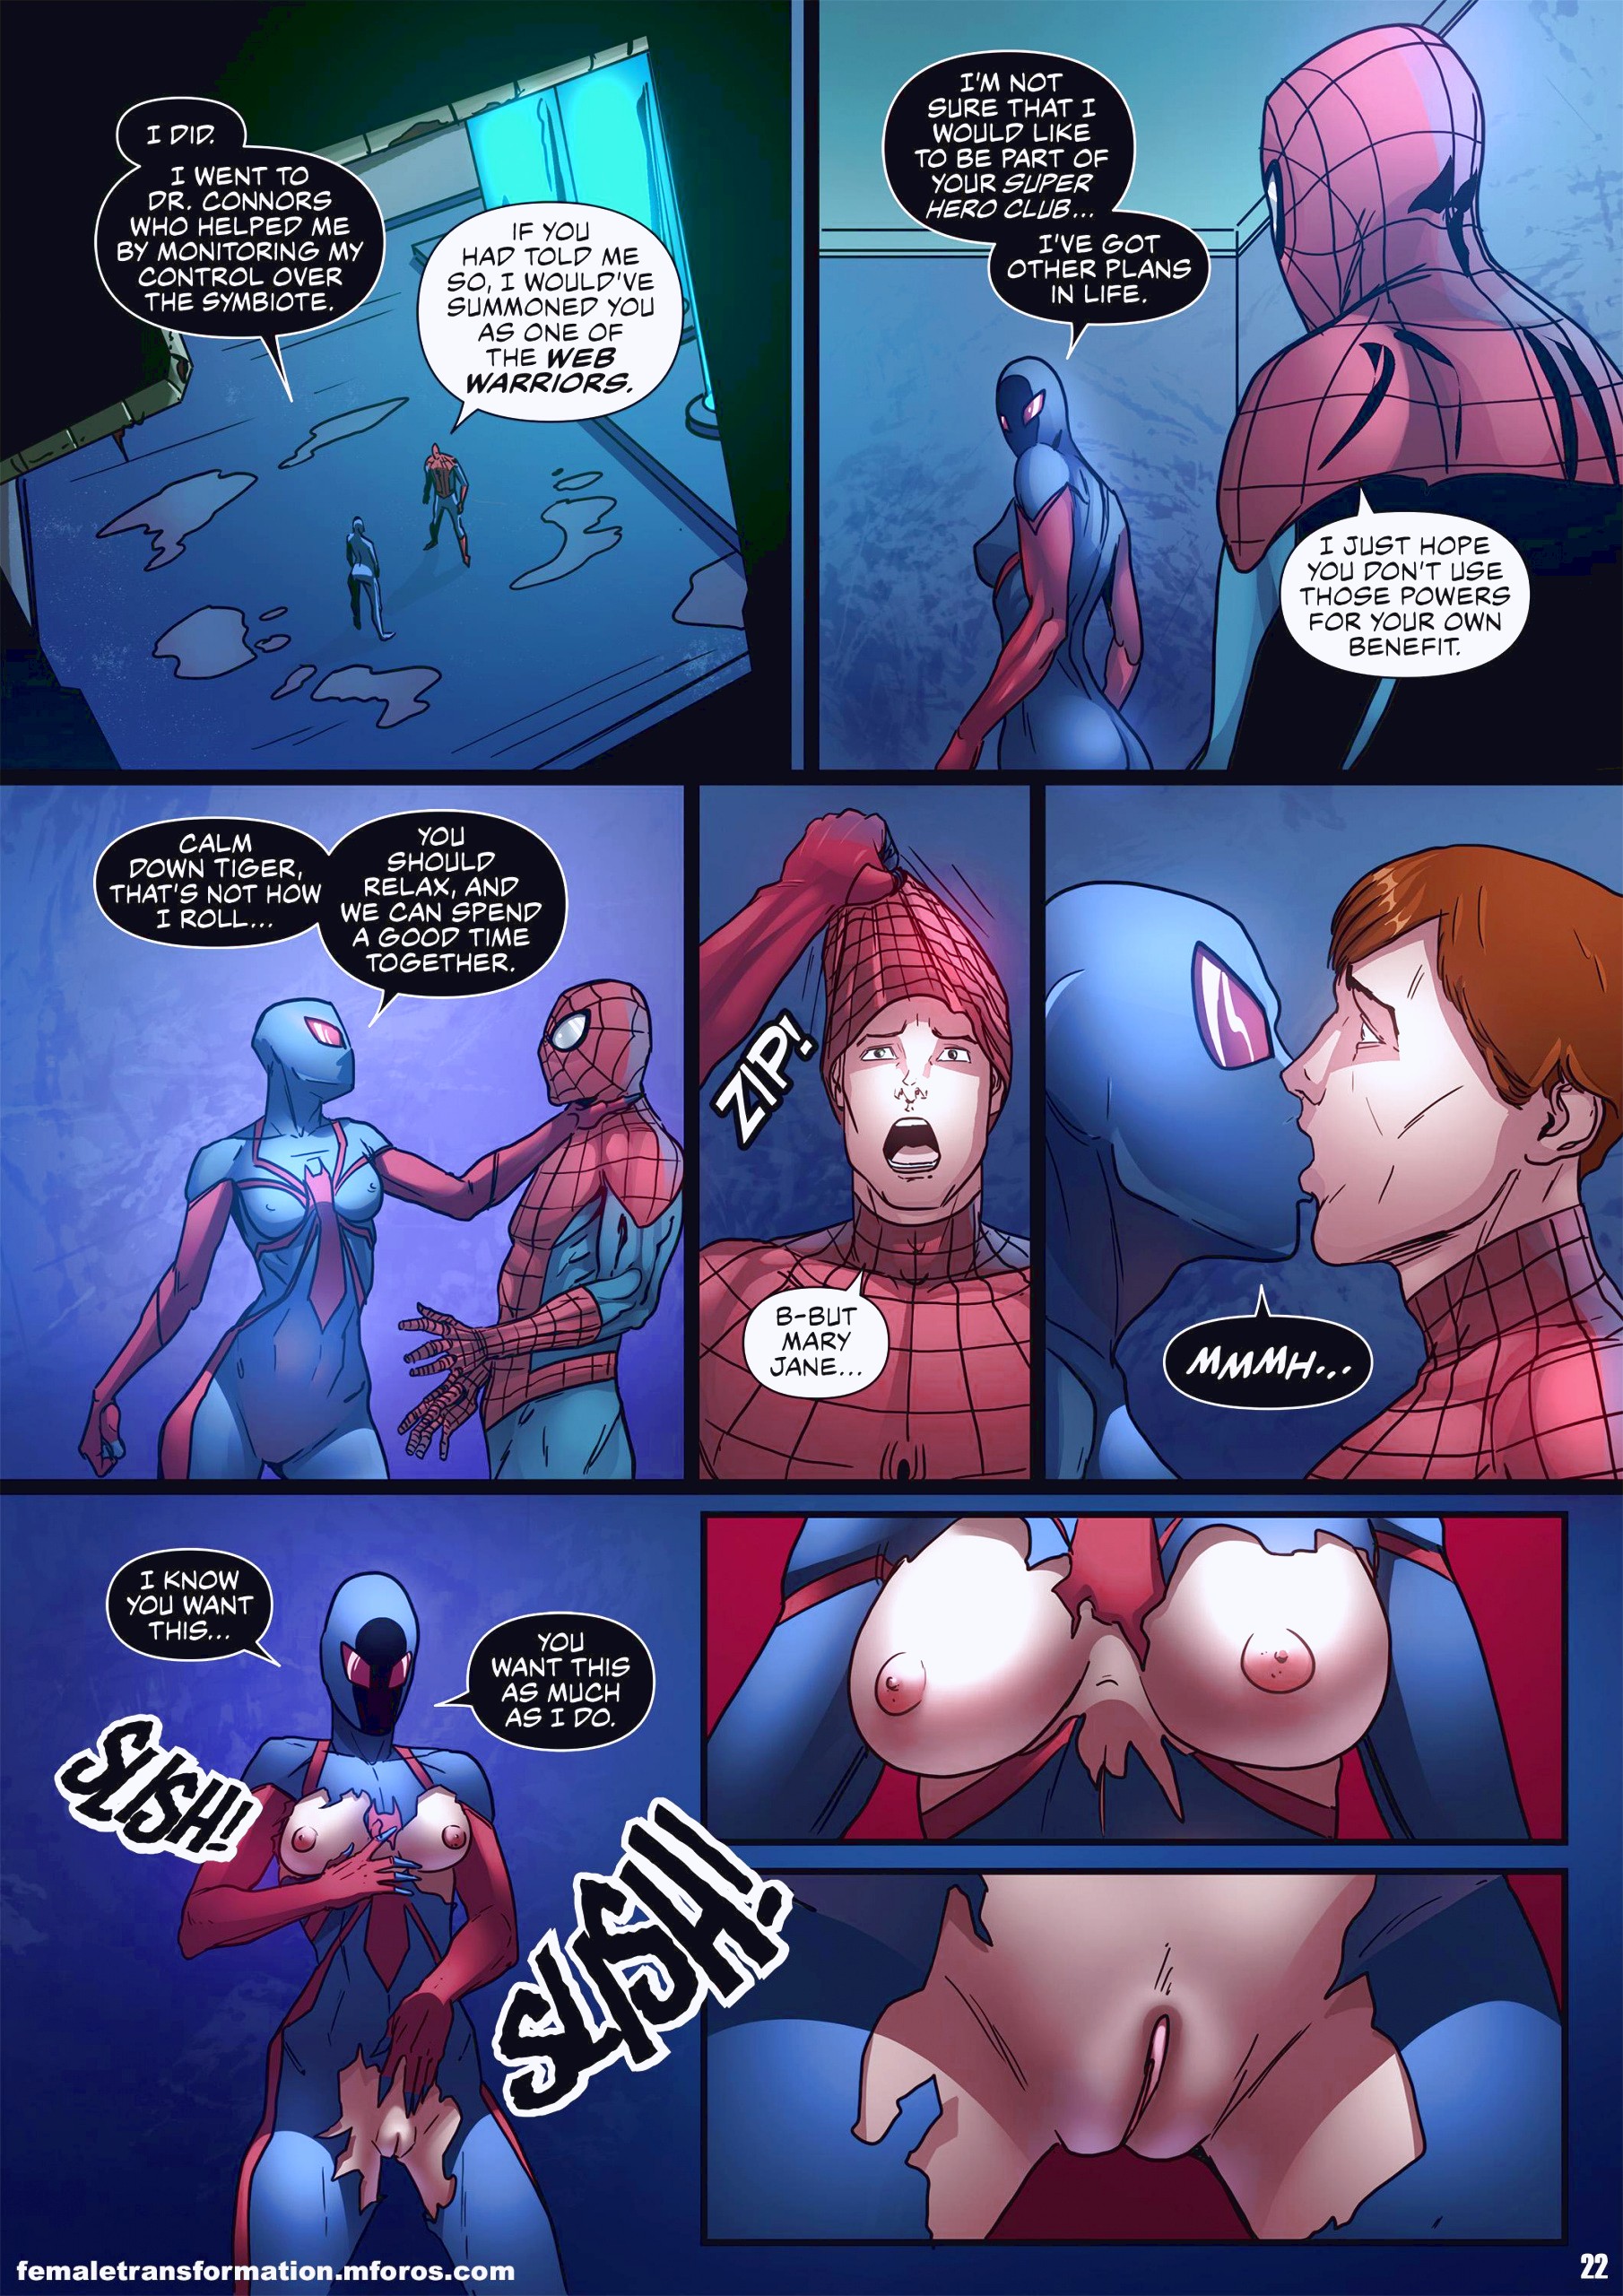 I DID.
I WENT TO
DR. CONNORS
WHO HELPED ME
BY MONITORING MY
CONTROL OVER
THE SYMBIOTE.
IF YOU
HAD TOLD ME
SO, I WOULD'VE
SUMMONED YOU
AS ONE OF
THE WEB
WARRIORS.
I'M NOT
SURE THAT I
WOULD LIKE
TO BE PART OF
YOUR SUPER
HERO CLUB...
I'VE GOT
OTHER PLANS
IN LIFE.
I JUST HOPE
YOU DON'T USE
THOSE POWERS
FOR YOUR OWN
BENEFIT.
CALM
DOWN TIGER,
THAT'S NOT HOW
I ROLL...
YOU
SHOULD
RELAX, AND
WE CAN SPEND
A GOOD TIME
TOGETHER.
ZIP!
B-BUT
MARY
JANE...
MMMH...
I KNOW
YOU WANT
THIS...
YOU
WANT THIS
AS MUCH
AS I DO.
SLISH!
SLISH!
femaletransformation.mforos.com
22